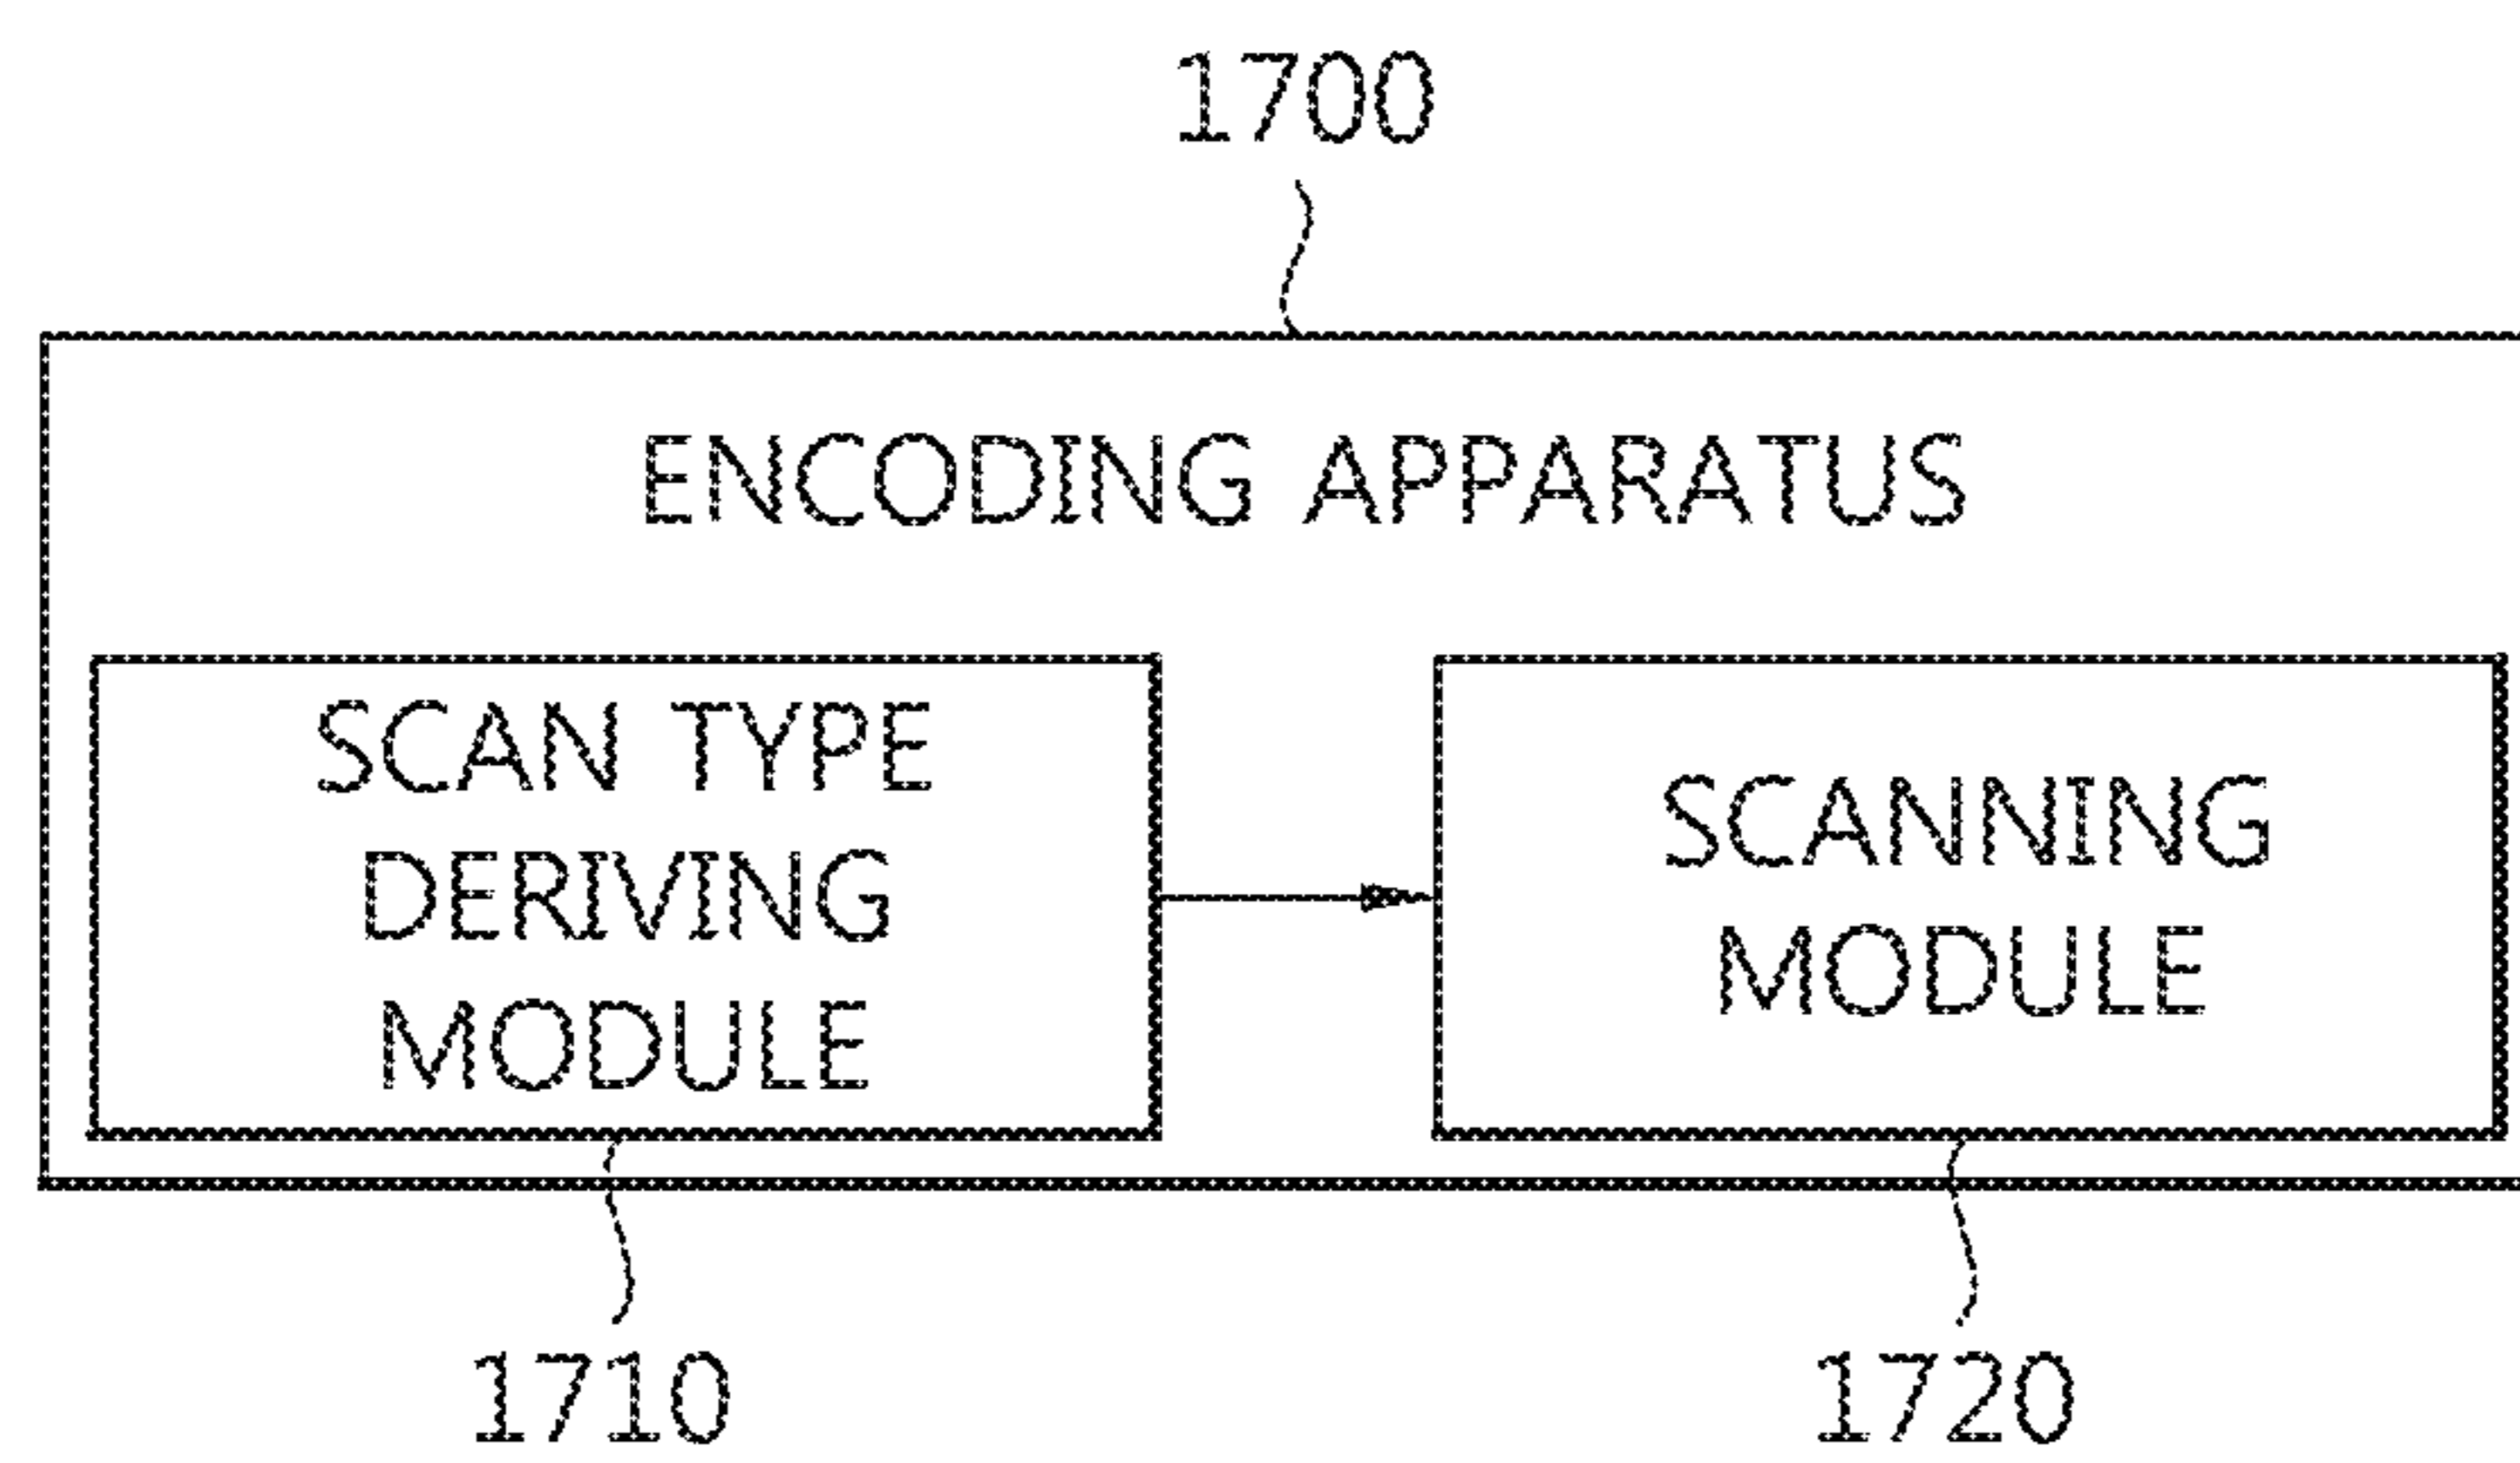 1700
ENCODING APPARATUS
SCAN TYPE
DERIVING
MODULE
SCANNING
MODULE
1710
1720